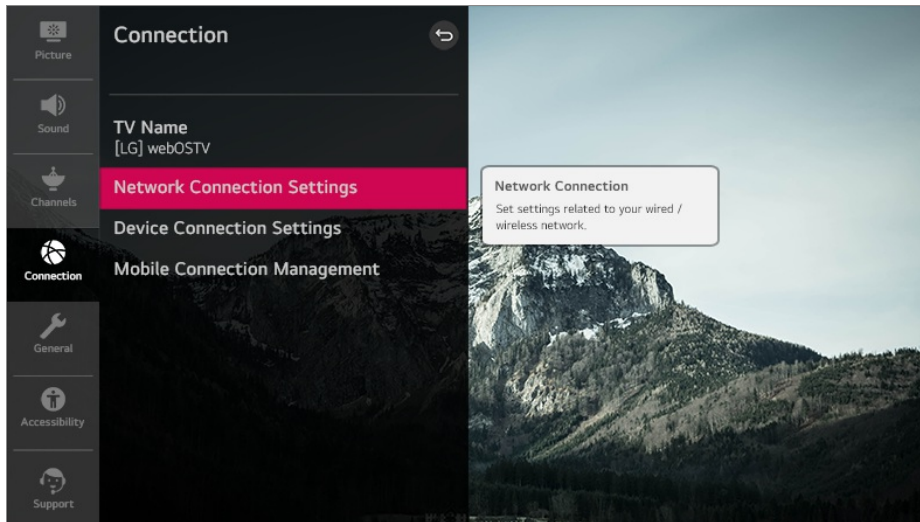 Picture
Sound
Channels
Connection
General
Accessibility
Support
Connection
TV Name
[LG] webOSTV
Network Connection Settings
Device Connection Settings
Mobile Connection Management
Network Connection
Set settings related to your wired /
wireless network.